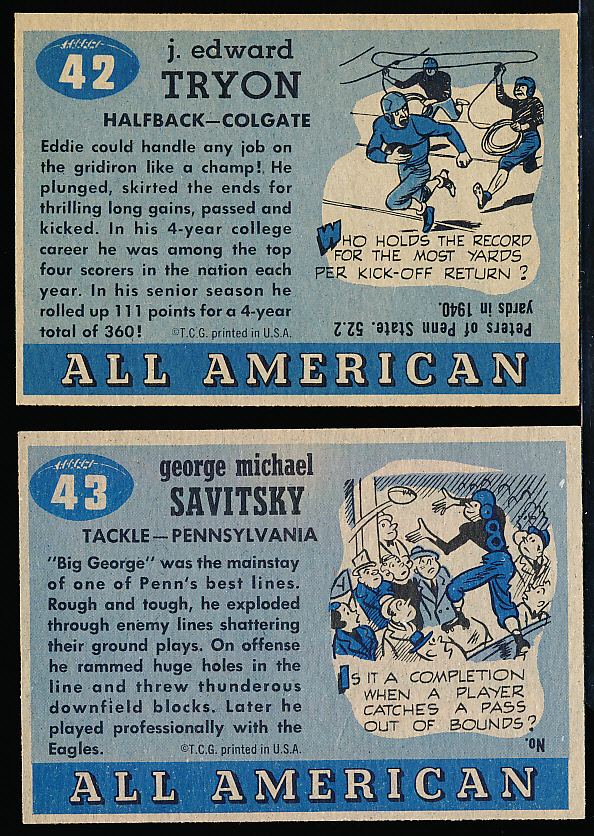 42
j. edward
TRYON
HALFBACK—COLGATE
Eddie could handle any job on
the gridiron like a champ! He
plunged, skirted the ends for
thrilling long gains, passed and
kicked. In his 4-year college
career he was among the top
four scorers in the nation each
year. In his senior season he
rolled up 111 points for a 4-year
total of 360!
©T.C.G. printed in U.S.A.
WHO HOLDS THE RECORD
FOR THE MOST YARDS
PER KICK-OFF RETURN?
Peters of Penn State. 52.2
yards in 1940.
ALL AMERICAN
43
george michael
SAVITSKY
TACKLE—PENNSYLVANIA
"Big George" was the mainstay
of one of Penn's best lines.
Rough and tough, he exploded
through enemy lines shattering
their ground plays. On offense
he rammed huge holes in the
line and threw thunderous
downfield blocks. Later he
played professionally with the
Eagles.
©T.C.G. printed in U.S.A.
IS IT A COMPLETION
WHEN A PLAYER
CATCHES A PASS
OUT OF BOUNDS?
No.
ALL AMERICAN